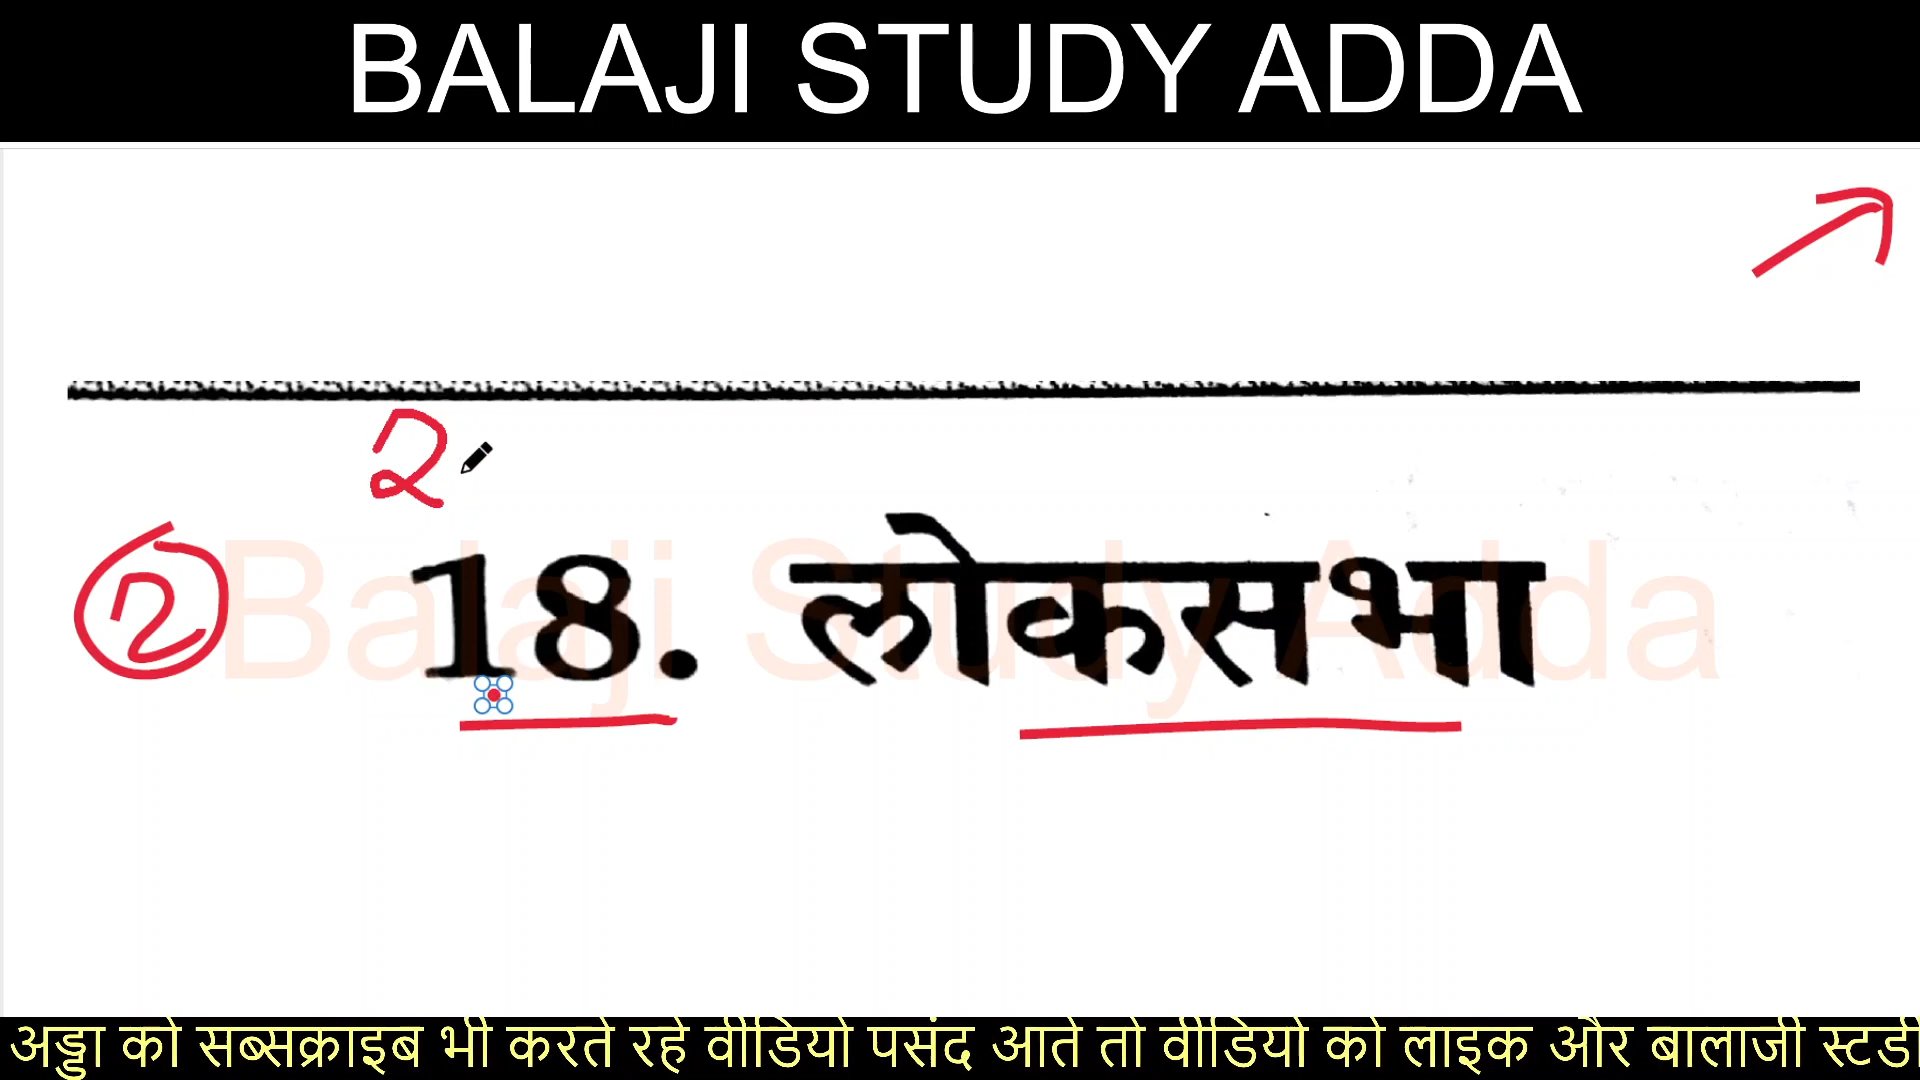 BALAJI STUDY ADDA
2
2
18. लोकसभा
Balaji Study Adda
अड्डा को सब्सक्राइब भी करते रहे वीडियो पसंद आते तो वीडियो को लाइक और बालाजी स्टडी